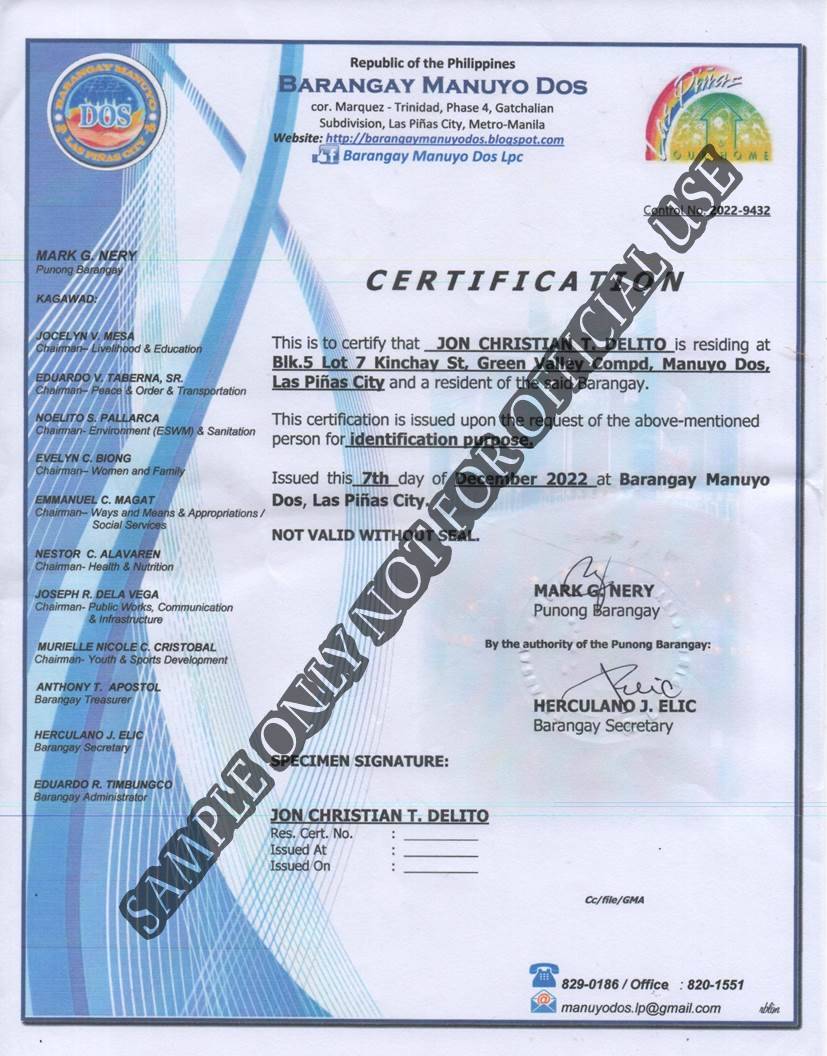 Republic of the Philippines
BARANGAY MANUYO DOS
cor. Marquez - Trinidad, Phase 4, Gatchalian
Subdivision, Las Piñas City, Metro-Manila
Website: http://barangaymanuyodos.blogspot.com
Barangay Manuyo Dos Lpc
BARANGAY MANUYO
DOS
LAS PIÑAS CITY
Las Piñas
OUR HOME
Control No. 2022-9432
MARK G. NERY
Punong Barangay
KAGAWAD:
JOCELYN V. MESA
Chairman– Livelihood & Education
EDUARDO V. TABERNA, SR.
Chairman– Peace & Order & Transportation
NOELITO S. PALLARCA
Chairman- Environment (ESWM) & Sanitation
EVELYN C. BIONG
Chairman– Women and Family
EMMANUEL C. MAGAT
Chairman– Ways and Means & Appropriations /
Social Services
NESTOR C. ALAVAREN
Chairman- Health & Nutrition
JOSEPH R. DELA VEGA
Chairman- Public Works, Communication
& Infrastructure
MURIELLE NICOLE C. CRISTOBAL
Chairman- Youth & Sports Development
ANTHONY T. APOSTOL
Barangay Treasurer
HERCULANO J. ELIC
Barangay Secretary
EDUARDO R. TIMBUNGCO
Barangay Administrator
CERTIFICATION
This is to certify that JON CHRISTIAN T. DELITO is residing at
Blk.5 Lot 7 Kinchay St, Green Valley Compd, Manuyo Dos,
Las Piñas City and a resident of the said Barangay.
This certification is issued upon the request of the above-mentioned
person for identification purpose.
Issued this 7th day of December 2022 at Barangay Manuyo
Dos, Las Piñas City.
NOT VALID WITHOUT SEAL.
MARK G. NERY
Punong Barangay
By the authority of the Punong Barangay:
HERCULANO J. ELIC
Barangay Secretary
SPECIMEN SIGNATURE:
JON CHRISTIAN T. DELITO
Res. Cert. No. :
Issued At :
Issued On :
Cc/file/GMA
829-0186 / Office : 820-1551
manuyodos.lp@gmail.com
SAMPLE ONLY NOT FOR OFFICIAL USE